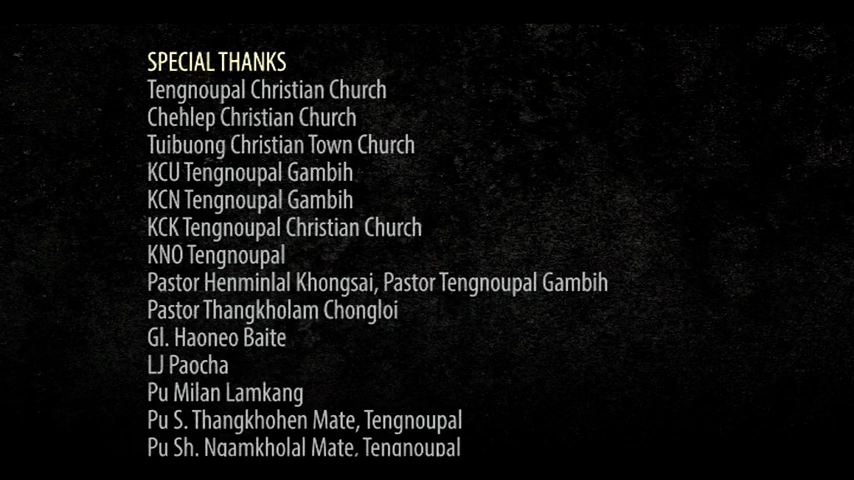 SPECIAL THANKS
Tengnoupal Christian Church
Chehlep Christian Church
Tuibuong Christian Town Church
KCU Tengnoupal Gambih
KCN Tengnoupal Gambih
KCK Tengnoupal Christian Church
KNO Tengnoupal
Pastor Henminlal Khongsai, Pastor Tengnoupal Gambih
Pastor Thangkholam Chongloi
Gl. Haoneo Baite
LJ Paocha
Pu Milan Lamkang
Pu S. Thangkhohen Mate, Tengnoupal
Pu Sh. Ngamkholal Mate, Tengnoupal